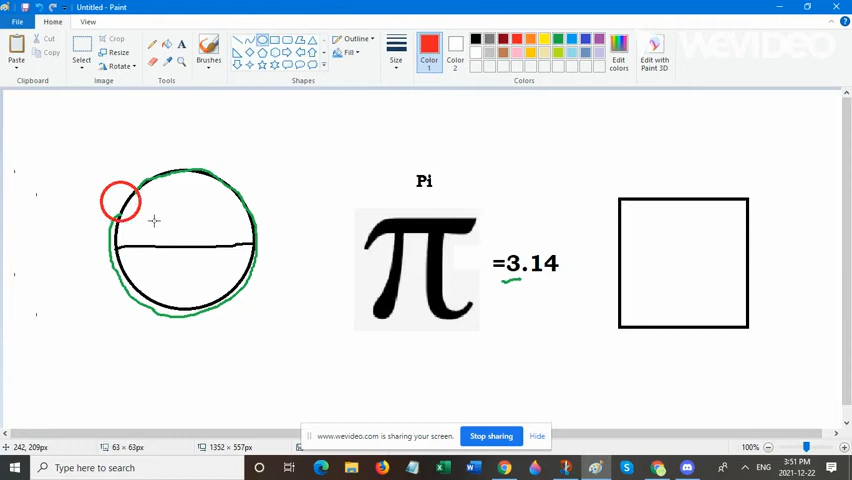 Untitled - Paint
File
Home
View
Paste
Cut
Copy
Clipboard
Select
Crop
Resize
Rotate
Image
A
Tools
Brushes
Outline
Fill
Shapes
Size
Color
1
Color
2
Edit
colors
Edit with
Paint 3D
Colors
wevideo
Pi
π
=3.14
www.wevideo.com is sharing your screen.
Stop sharing
Hide
242, 209px
63 × 63px
1352 × 557px
100%
Type here to search
ENG
3:51 PM
2021-12-22